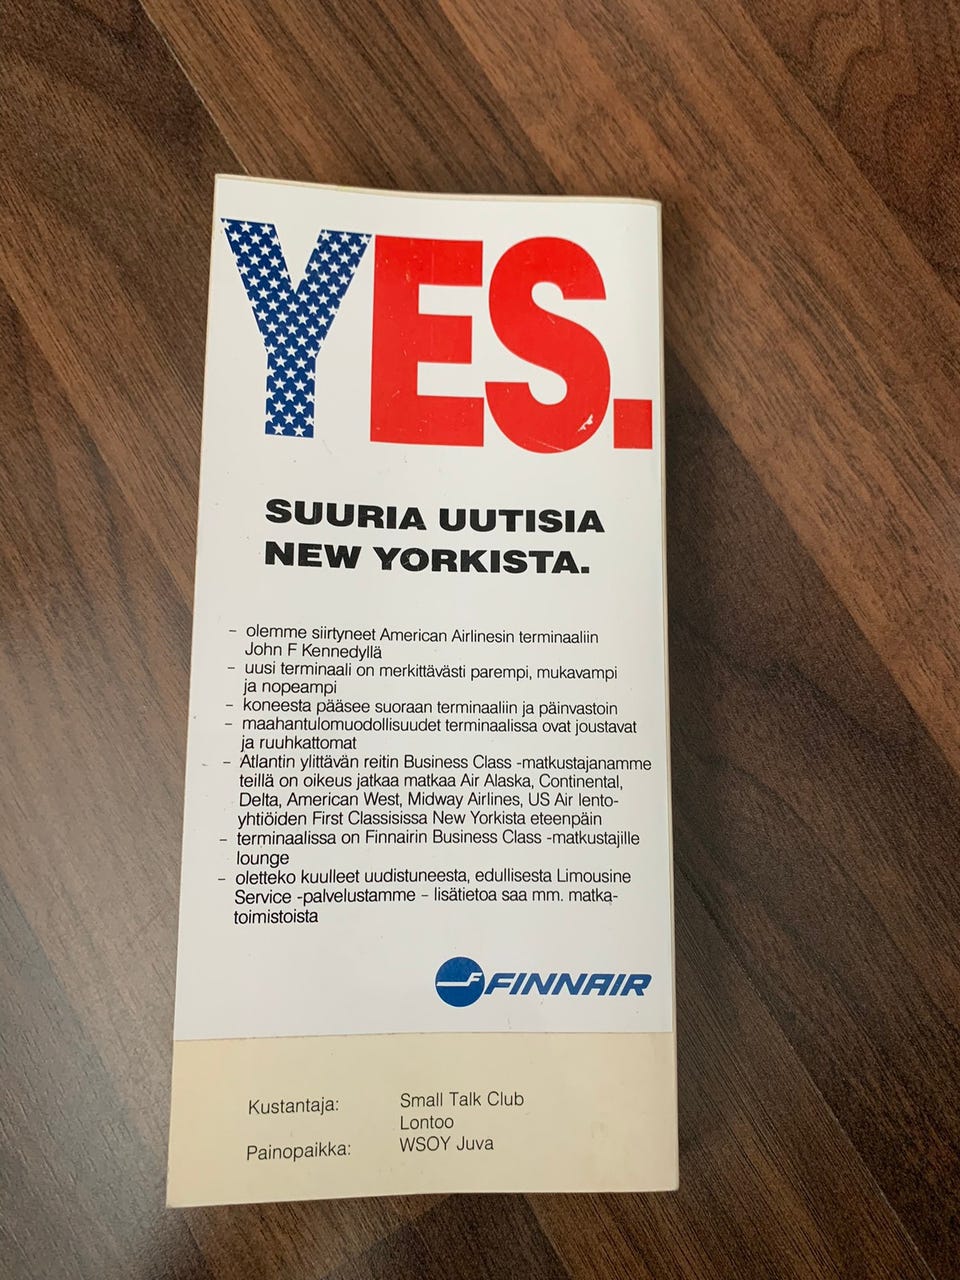 YES.
SUURIA UUTISIA
NEW YORKISTA.
– olemme siirtyneet American Airlinesin terminaaliin
John F Kennedyllä
– uusi terminaali on merkittävästi parempi, mukavampi
ja nopeampi
– koneesta pääsee suoraan terminaaliin ja päinvastoin
– maahantulomuodollisuudet terminaalissa ovat joustavat
ja ruuhkattomat
– Atlantin ylittävän reitin Business Class -matkustajanamme
teillä on oikeus jatkaa matkaa Air Alaska, Continental,
Delta, American West, Midway Airlines, US Air lento-
yhtiöiden First Classisissa New Yorkista eteenpäin
– terminaalissa on Finnairin Business Class -matkustajille
lounge
– oletteko kuulleet uudistuneesta, edullisesta Limousine
Service -palvelustamme – lisätietoa saa mm. matka-
toimistoista
FINNAIR
Kustantaja: Small Talk Club
Lontoo
Painopaikka: WSOY Juva